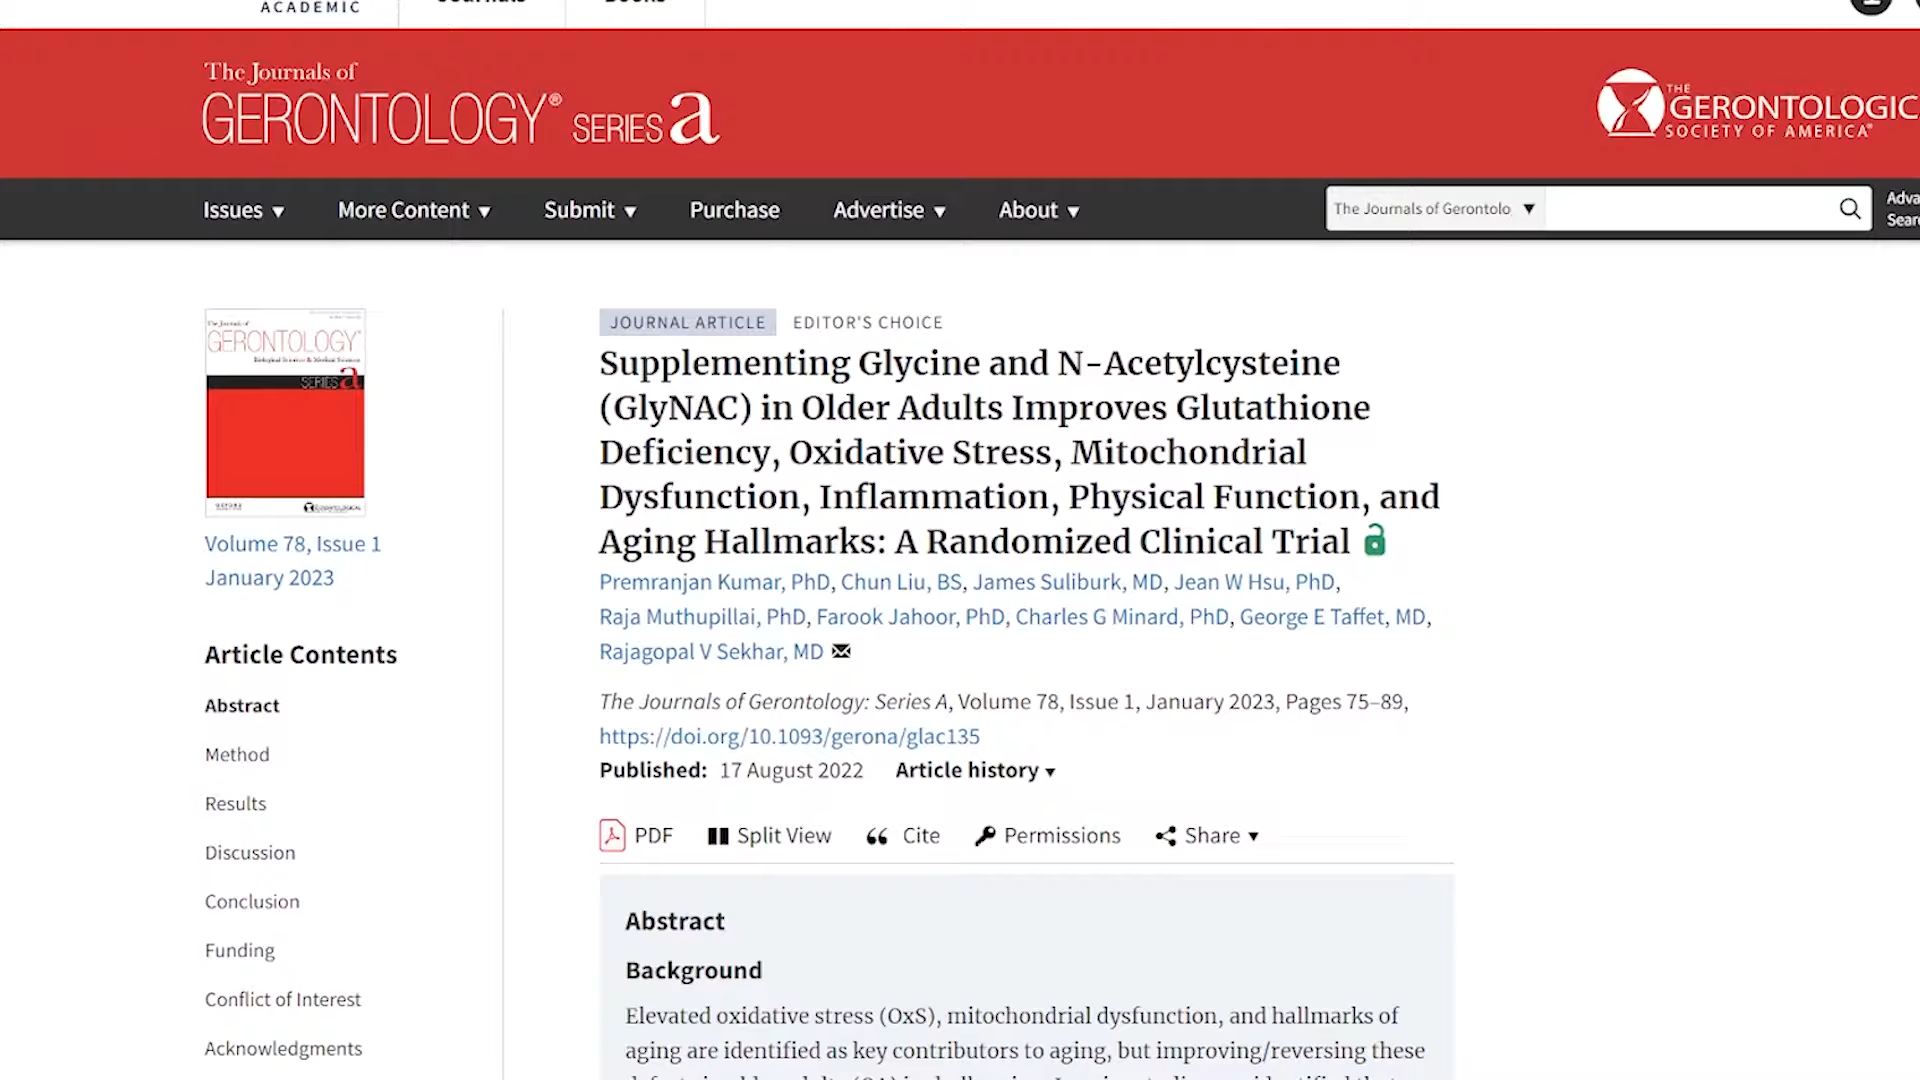 ACADEMIC
Journals
Books
The Journals of
GERONTOLOGY® SERIES a
THE
GERONTOLOGIC
SOCIETY OF AMERICA®
Issues ▼ More Content ▼ Submit ▼ Purchase Advertise ▼ About ▼
The Journals of Gerontolo ▼
Adva
Sear
The Journals of
GERONTOLOGY®
SERIES a
OXFORD
Volume 78, Issue 1
January 2023
Article Contents
Abstract
Method
Results
Discussion
Conclusion
Funding
Conflict of Interest
Acknowledgments
JOURNAL ARTICLE EDITOR'S CHOICE
Supplementing Glycine and N-Acetylcysteine
(GlyNAC) in Older Adults Improves Glutathione
Deficiency, Oxidative Stress, Mitochondrial
Dysfunction, Inflammation, Physical Function, and
Aging Hallmarks: A Randomized Clinical Trial
Premranjan Kumar, PhD, Chun Liu, BS, James Suliburk, MD, Jean W Hsu, PhD,
Raja Muthupillai, PhD, Farook Jahoor, PhD, Charles G Minard, PhD, George E Taffet, MD,
Rajagopal V Sekhar, MD
The Journals of Gerontology: Series A, Volume 78, Issue 1, January 2023, Pages 75–89,
https://doi.org/10.1093/gerona/glac135
Published: 17 August 2022 Article history ▼
PDF Split View Cite Permissions Share ▼
Abstract
Background
Elevated oxidative stress (OxS), mitochondrial dysfunction, and hallmarks of
aging are identified as key contributors to aging, but improving/reversing these